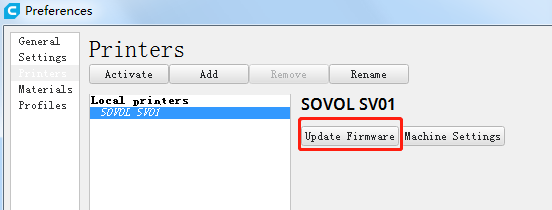 Preferences
General
Settings
Printers
Materials
Profiles
Printers
Activate Add Remove Rename
Local printers
SOVOL SV01
SOVOL SV01
Update Firmware Machine Settings